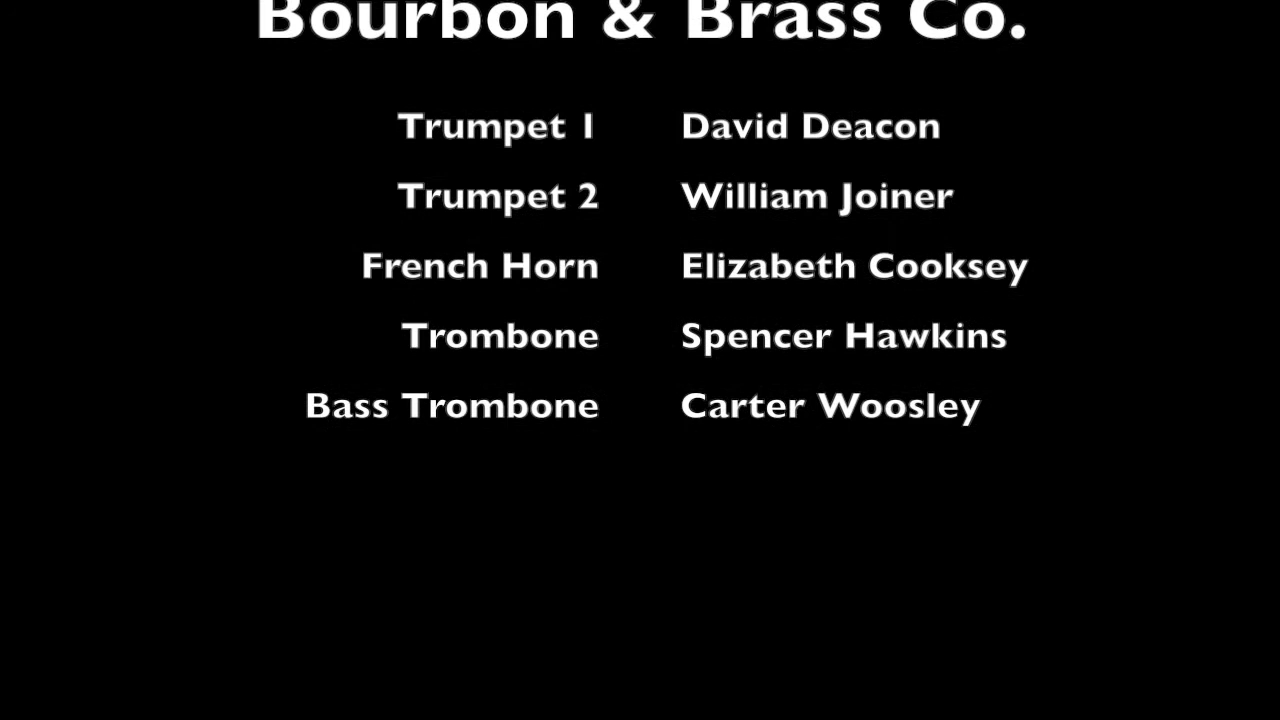 Bourbon & Brass Co.
Trumpet 1 David Deacon
Trumpet 2 William Joiner
French Horn Elizabeth Cooksey
Trombone Spencer Hawkins
Bass Trombone Carter Woosley